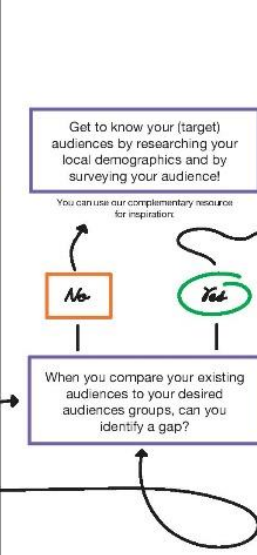 Get to know your (target)
audiences by researching your
local demographics and by
surveying your audience!
You can use our complementary resource
for inspiration:
No
Yes
When you compare your existing
audiences to your desired
audiences groups, can you
identify a gap?